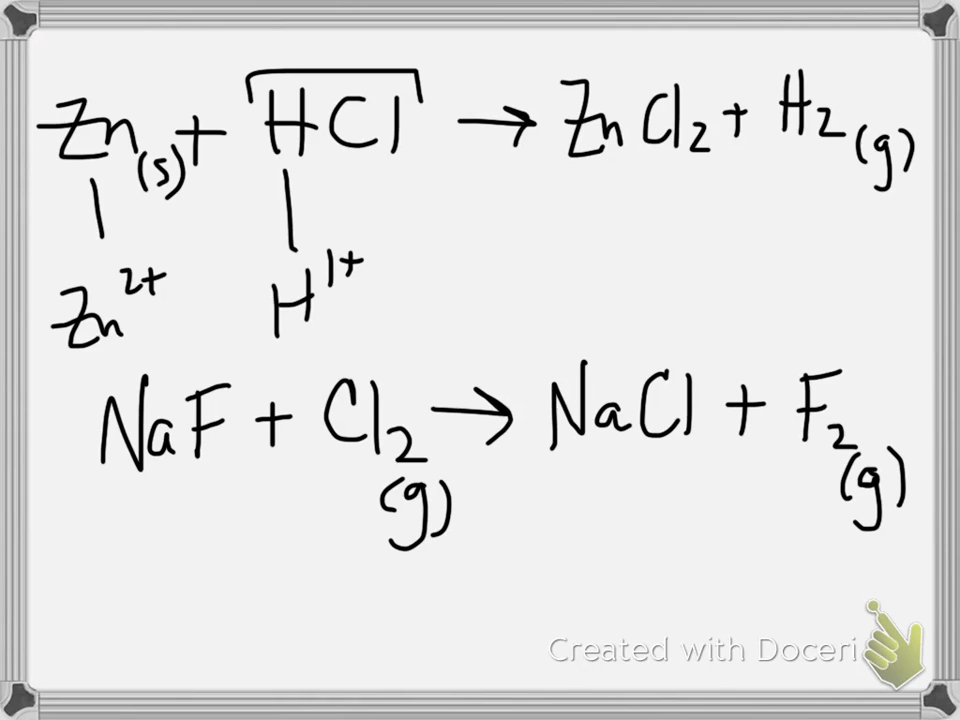 Zn(s) + HCl → ZnCl2 + H2(g)
Zn2+ H1+
NaF + Cl2(g) → NaCl + F2(g)
Created with Doceri